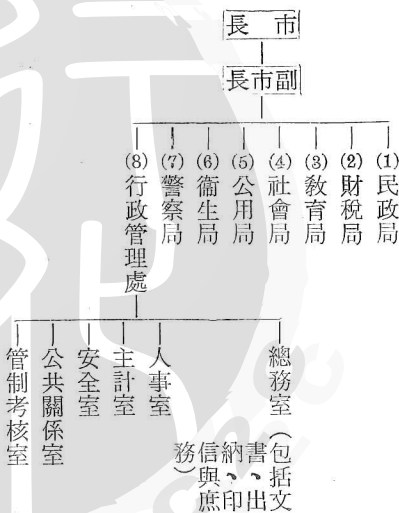 市長
副市長
(1)民政局
(2)財稅局
(3)敎育局
(4)社會局
(5)公用局
(6)衞生局
(7)警察局
(8)行政管理處
總務室（包括文
書、出
納、印
信與庶
務）
人事室
主計室
安全室
公共關係室
管制考核室